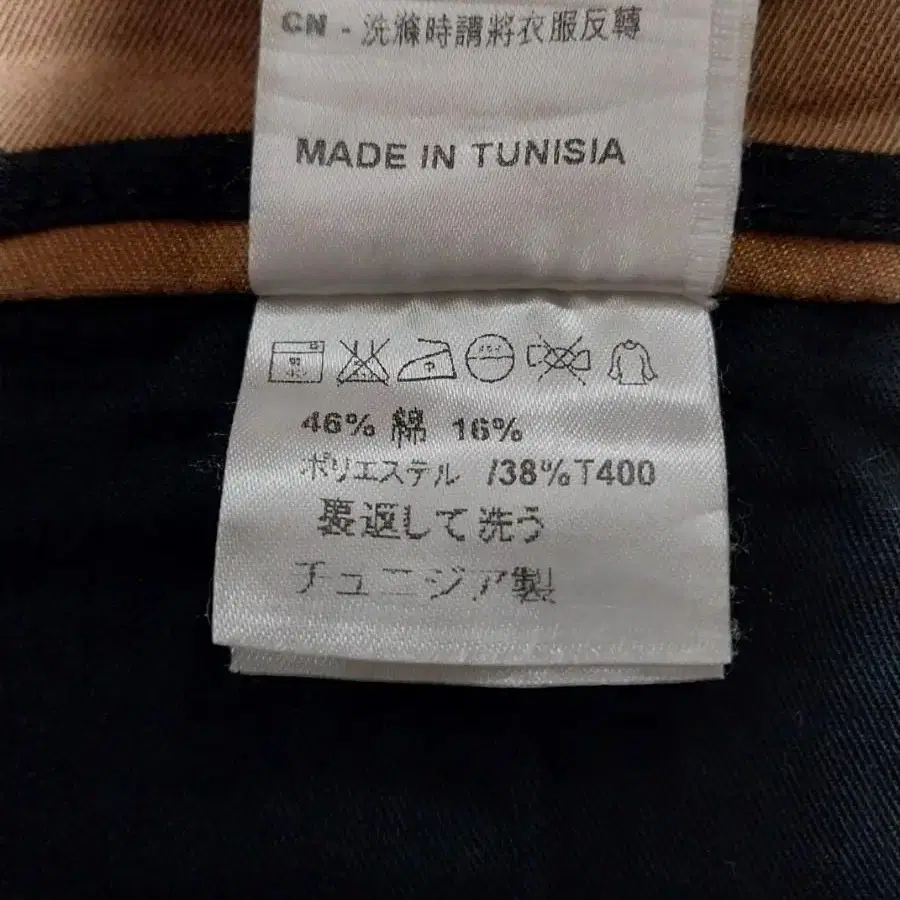 CN - 洗滌時請將衣服反轉
MADE IN TUNISIA
46% 綿 16%
ポリエステル /38%T400
裏返して洗う
チュニジア製